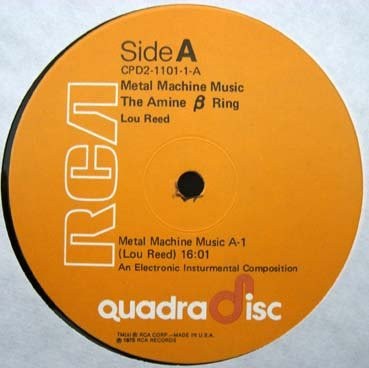 Side A
CPD2-1101-1-A
Metal Machine Music
The Amine β Ring
Lou Reed
RCA
Metal Machine Music A-1
(Lou Reed) 16:01
An Electronic Insturmental Composition
quadradisc
TM(s) ® RCA CORP.—MADE IN U.S.A.
℗ 1975 RCA RECORDS